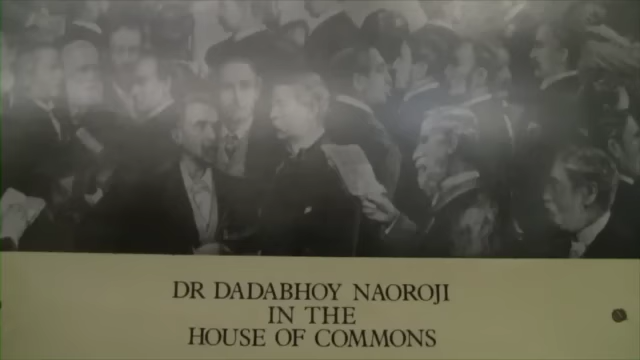 DR DADABHOY NAOROJI
IN THE
HOUSE OF COMMONS